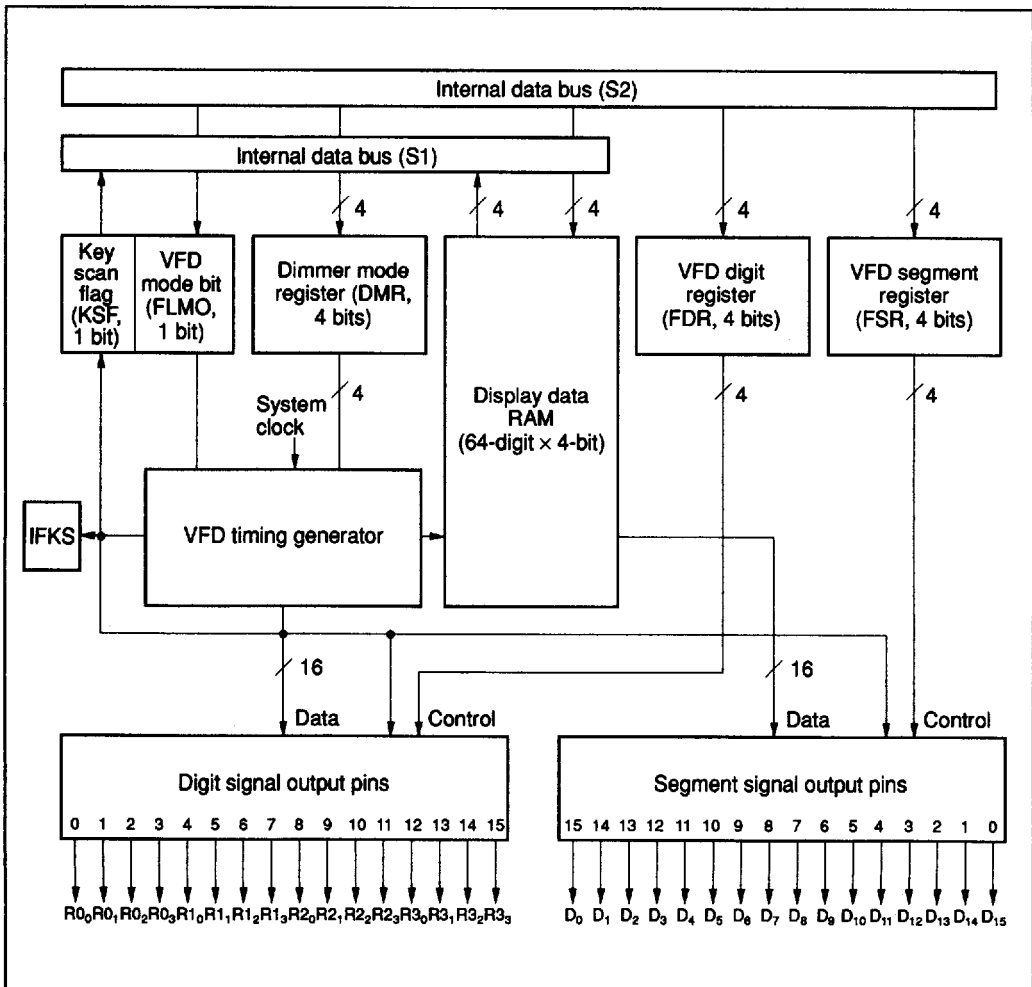 Internal data bus (S2)
Internal data bus (S1)
4
4
4
4
4
Key
scan
flag
(KSF,
1 bit)
VFD
mode bit
(FLMO,
1 bit)
Dimmer mode
register (DMR,
4 bits)
VFD digit
register
(FDR, 4 bits)
VFD segment
register
(FSR, 4 bits)
4
4
4
System
clock
Display data
RAM
(64-digit × 4-bit)
IFKS
VFD timing generator
16
16
Data
Control
Data
Control
Digit signal output pins
Segment signal output pins
0 1 2 3 4 5 6 7 8 9 10 11 12 13 14 15
15 14 13 12 11 10 9 8 7 6 5 4 3 2 1 0
R0₀ R0₁ R0₂ R0₃ R1₀ R1₁ R1₂ R1₃ R2₀ R2₁ R2₂ R2₃ R3₀ R3₁ R3₂ R3₃
D₀ D₁ D₂ D₃ D₄ D₅ D₆ D₇ D₈ D₉ D₁₀ D₁₁ D₁₂ D₁₃ D₁₄ D₁₅